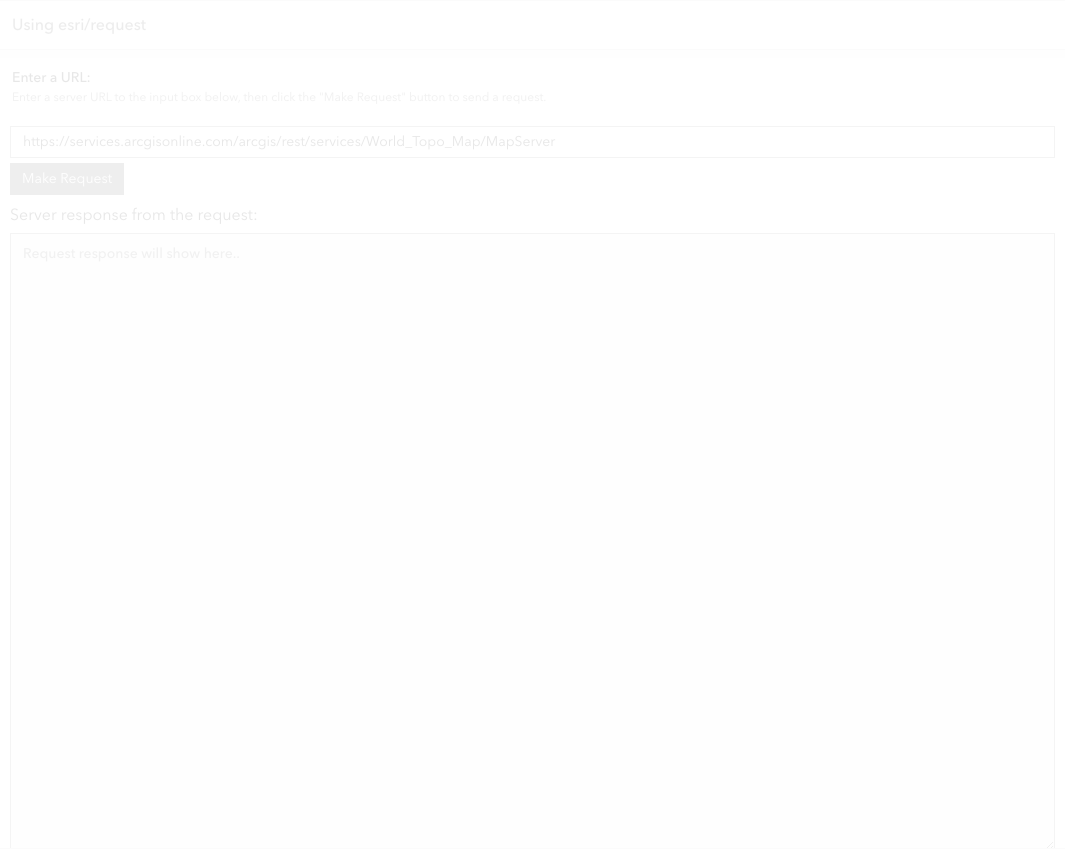 Using esri/request
Enter a URL:
Enter a server URL to the input box below, then click the "Make Request" button to send a request.
https://services.arcgisonline.com/arcgis/rest/services/World_Topo_Map/MapServer
Make Request
Server response from the request:
Request response will show here..